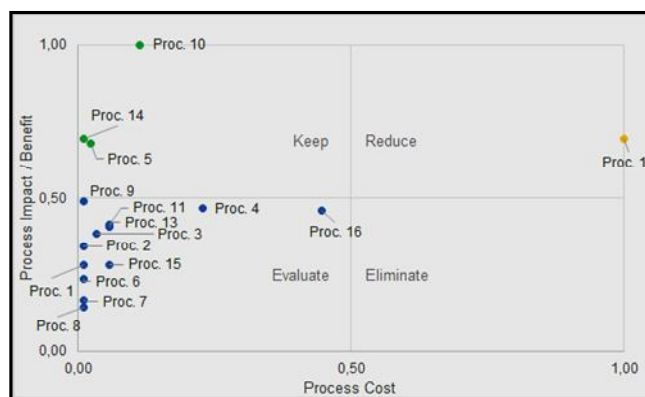 1,00
Proc. 10
Proc. 14
Proc. 5
Keep
Reduce
Proc. 1
Process Impact / Benefit
0,50
Proc. 9
Proc. 11
Proc. 13
Proc. 4
Proc. 3
Proc. 16
Proc. 2
Proc. 15
Evaluate
Eliminate
Proc. 6
Proc. 1
Proc. 7
Proc. 8
0,00
0,00
0,50
1,00
Process Cost